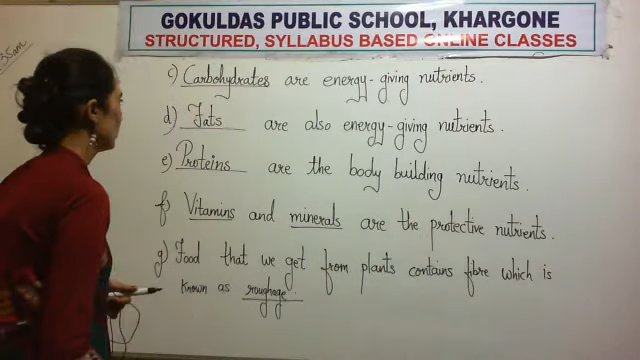 GOKULDAS PUBLIC SCHOOL, KHARGONE
STRUCTURED, SYLLABUS BASED ONLINE CLASSES
c) Carbohydrates are energy-giving nutrients.
d) Fats are also energy-giving nutrients.
e) Proteins are the body building nutrients.
f) Vitamins and minerals are the protective nutrients.
g) Food that we get from plants contains fibre which is
known as roughage.